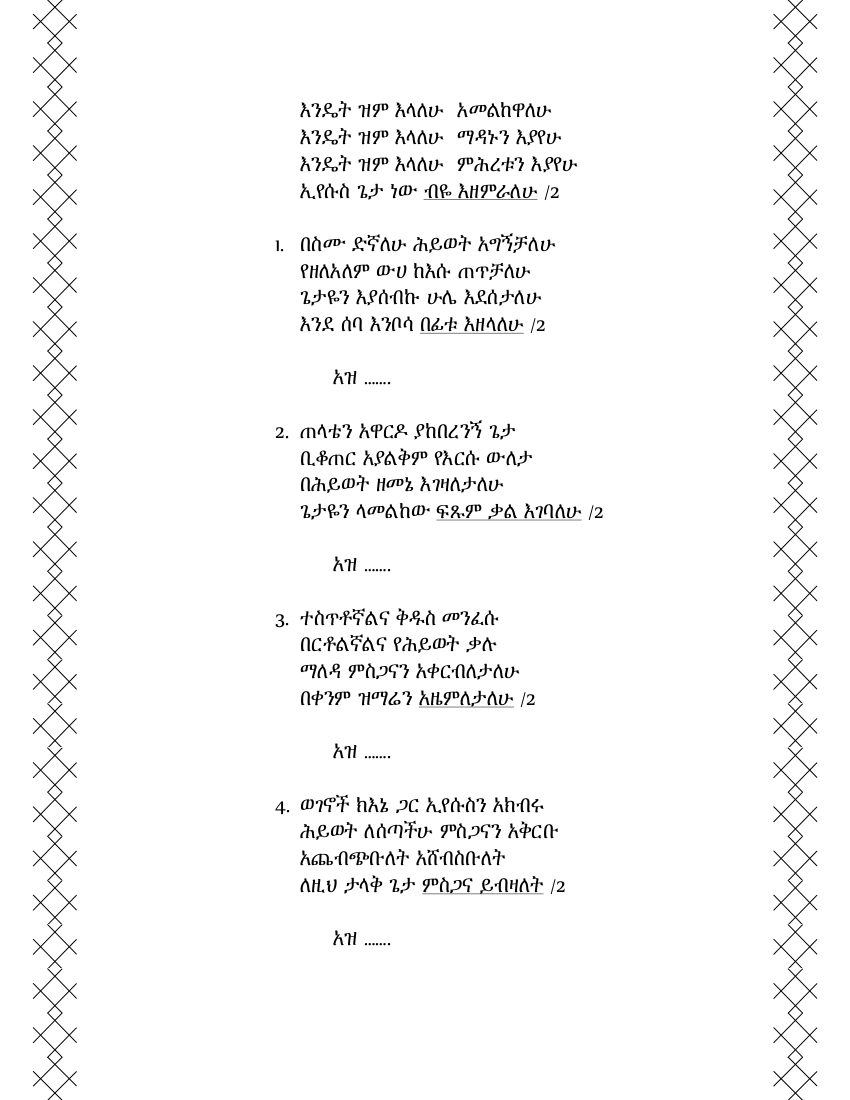 እንዴት ዝም እላለሁ አመልከዋለሁ
እንዴት ዝም እላለሁ ማዳኑን እያየሁ
እንዴት ዝም እላለሁ ምሕረቱን እያየሁ
ኢየሱስ ጌታ ነው ብዬ እዘምራለሁ /2
1. በስሙ ድኛለሁ ሕይወት አግኝቻለሁ
የዘለአለም ውሀ ከእሱ ጠጥቻለሁ
ጌታዬን እያሰብኩ ሁሌ እደሰታለሁ
እንደ ሰባ እንቦሳ በፊቱ እዘላለሁ /2
አዝ .......
2. ጠላቴን አዋርዶ ያከበረንኝ ጌታ
ቢቆጠር አያልቅም የእርሱ ውለታ
በሕይወት ዘመኔ እገዛለታለሁ
ጌታዬን ላመልከው ፍጹም ቃል እገባለሁ /2
አዝ .......
3. ተስጥቶኛልና ቅዱስ መንፈሱ
በርቶልኛልና የሕይወት ቃሉ
ማለዳ ምስጋናን አቀርብለታለሁ
በቀንም ዝማሬን አዜምለታለሁ /2
አዝ .......
4. ወገኖች ክእኔ ጋር ኢየሱስን አክብሩ
ሕይወት ለሰጣችሁ ምስጋናን አቅርቡ
አጨብጭቡለት አሸብስቡለት
ለዚህ ታላቅ ጌታ ምስጋና ይብዛለት /2
አዝ .......